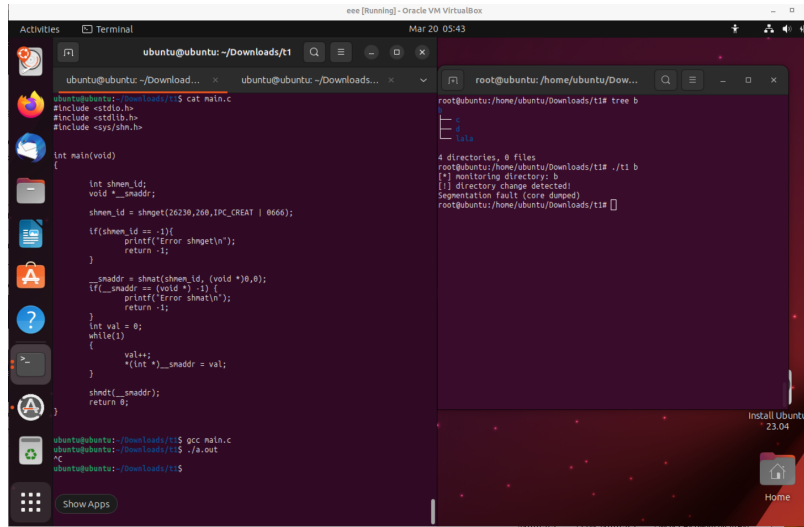 eee [Running] - Oracle VM VirtualBox
Activities
Terminal
Mar 20 05:43
ubuntu@ubuntu: ~/Downloads/t1
ubuntu@ubuntu: ~/Download... ×
ubuntu@ubuntu: ~/Downloads... ×
ubuntu@ubuntu:~/Downloads/t1$ cat main.c
#include <stdio.h>
#include <stdlib.h>
#include <sys/shm.h>
int main(void)
{
int shmem_id;
void *__smaddr;
shmem_id = shmget(26230,260,IPC_CREAT | 0666);
if(shmem_id == -1){
printf("Error shmget\n");
return -1;
}
__smaddr = shmat(shmem_id, (void *)0,0);
if(__smaddr == (void *) -1) {
printf("Error shmat\n");
return -1;
}
int val = 0;
while(1)
{
val++;
*(int *)__smaddr = val;
}
shmdt(__smaddr);
return 0;
}
ubuntu@ubuntu:~/Downloads/t1$ gcc main.c
ubuntu@ubuntu:~/Downloads/t1$ ./a.out
^C
ubuntu@ubuntu:~/Downloads/t1$
Show Apps
root@ubuntu: /home/ubuntu/Dow...
root@ubuntu:/home/ubuntu/Downloads/t1# tree b
b
├── c
├── d
└── lala
4 directories, 0 files
root@ubuntu:/home/ubuntu/Downloads/t1# ./t1 b
[*] monitoring directory: b
[!] directory change detected!
Segmentation fault (core dumped)
root@ubuntu:/home/ubuntu/Downloads/t1#
Install Ubuntu
23.04
Home